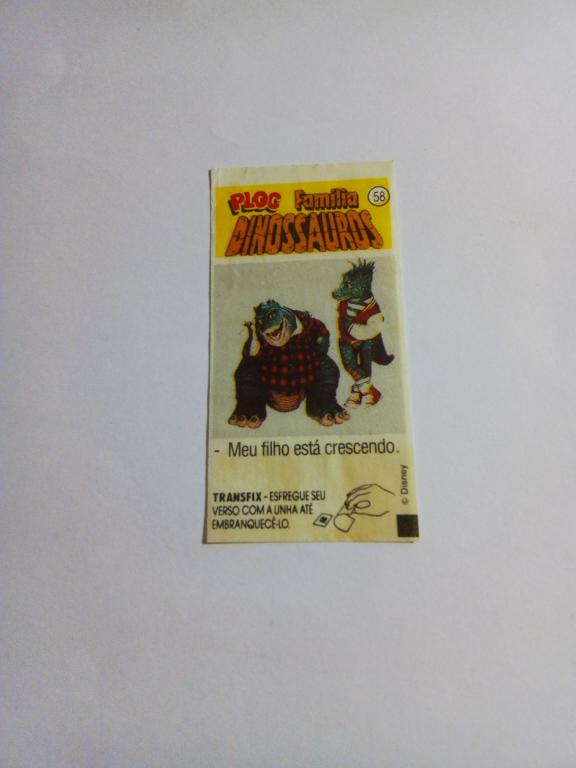 PLOC Família 58
DINOSSAUROS
- Meu filho está crescendo.
TRANSFIX - ESFREGUE SEU
VERSO COM A UNHA ATÉ
EMBRANQUECÊ-LO.
© Disney